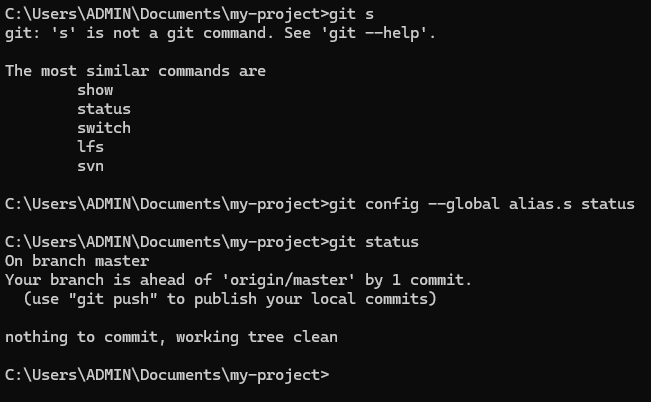 C:\Users\ADMIN\Documents\my-project>git s
git: 's' is not a git command. See 'git --help'.
The most similar commands are
show
status
switch
lfs
svn
C:\Users\ADMIN\Documents\my-project>git config --global alias.s status
C:\Users\ADMIN\Documents\my-project>git status
On branch master
Your branch is ahead of 'origin/master' by 1 commit.
(use "git push" to publish your local commits)
nothing to commit, working tree clean
C:\Users\ADMIN\Documents\my-project>